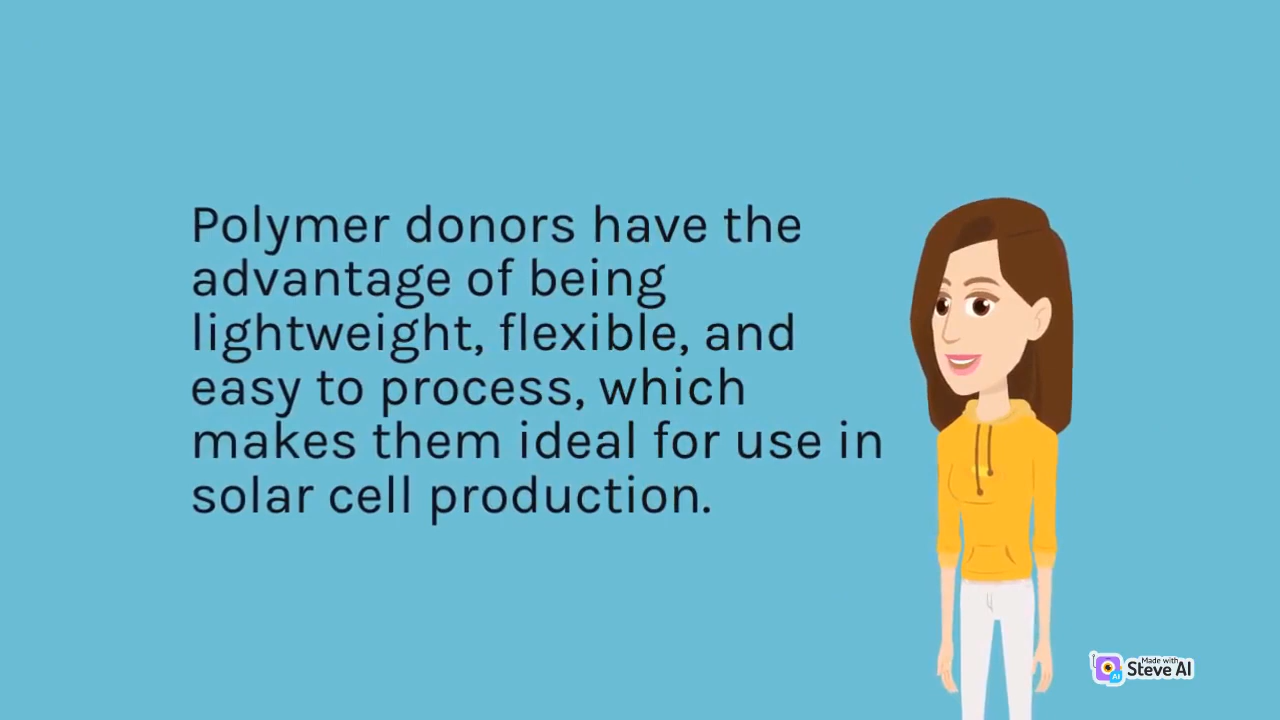 Polymer donors have the
advantage of being
lightweight, flexible, and
easy to process, which
makes them ideal for use in
solar cell production.
Made with
Steve AI
AI